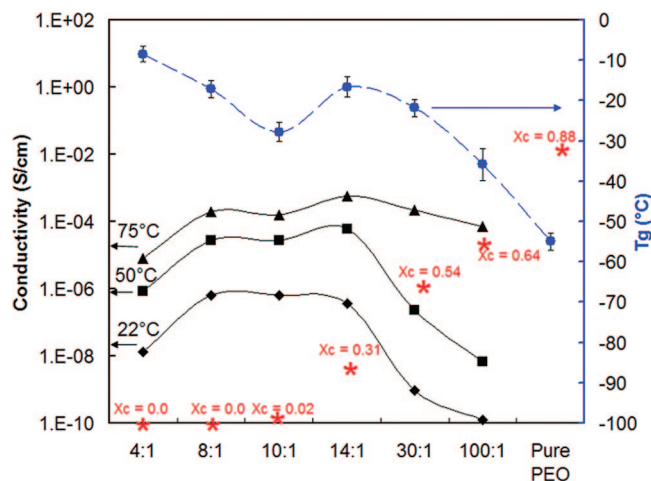 1.E+02
1.E+00
1.E-02
1.E-04
1.E-06
1.E-08
1.E-10
Conductivity (S/cm)
75°C
50°C
22°C
Xc = 0.0
Xc = 0.0
Xc = 0.02
Xc = 0.31
Xc = 0.54
Xc = 0.64
Xc = 0.88
0
-10
-20
-30
-40
-50
-60
-70
-80
-90
-100
Tg (°C)
4:1
8:1
10:1
14:1
30:1
100:1
Pure
PEO